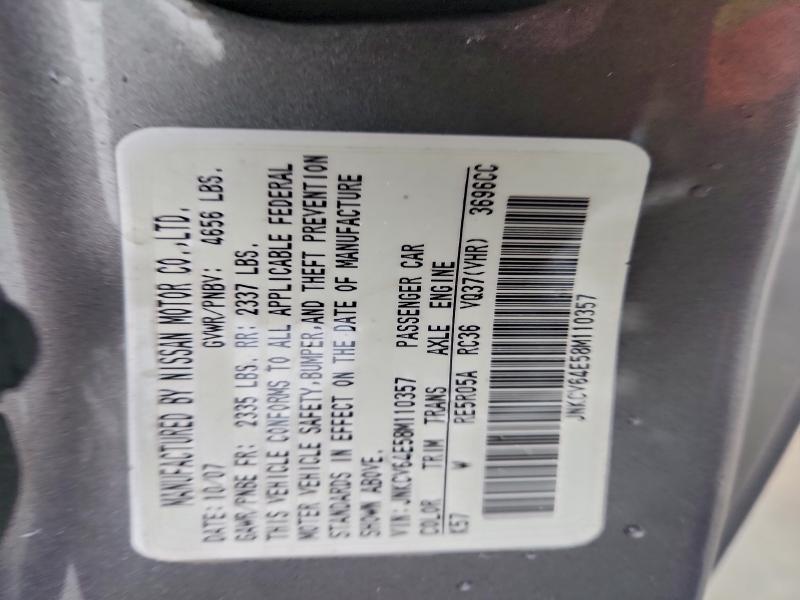 MANUFACTURED BY NISSAN MOTOR CO.,LTD.
DATE: 10/07 GVWR/PNBV: 4656 LBS.
GAWR/PNBE FR: 2335 LBS. RR: 2337 LBS.
THIS VEHICLE CONFORMS TO ALL APPLICABLE FEDERAL
MOTER VEHICLE SAFETY,BUMPER,AND THEFT PREVENTION
STANDARDS IN EFFECT ON THE DATE OF MANUFACTURE
SHOWN ABOVE.
VIN: JNKCV64E58M110357 PASSENGER CAR
COLOR TRIM TRANS AXLE ENGINE
K57 W RE5R05A RC36 VQ37(VHR) 3696CC
JNKCV64E58M110357